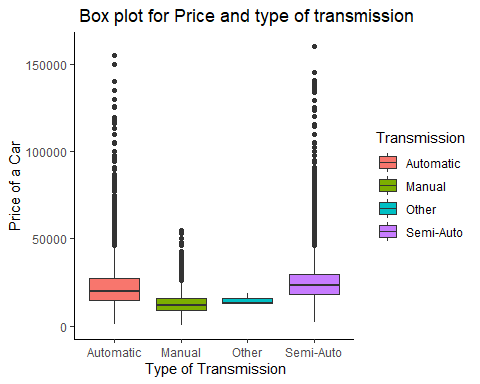 Box plot for Price and type of transmission
150000
100000
50000
0
Price of a Car
Automatic Manual Other Semi-Auto
Type of Transmission
Transmission
Automatic
Manual
Other
Semi-Auto